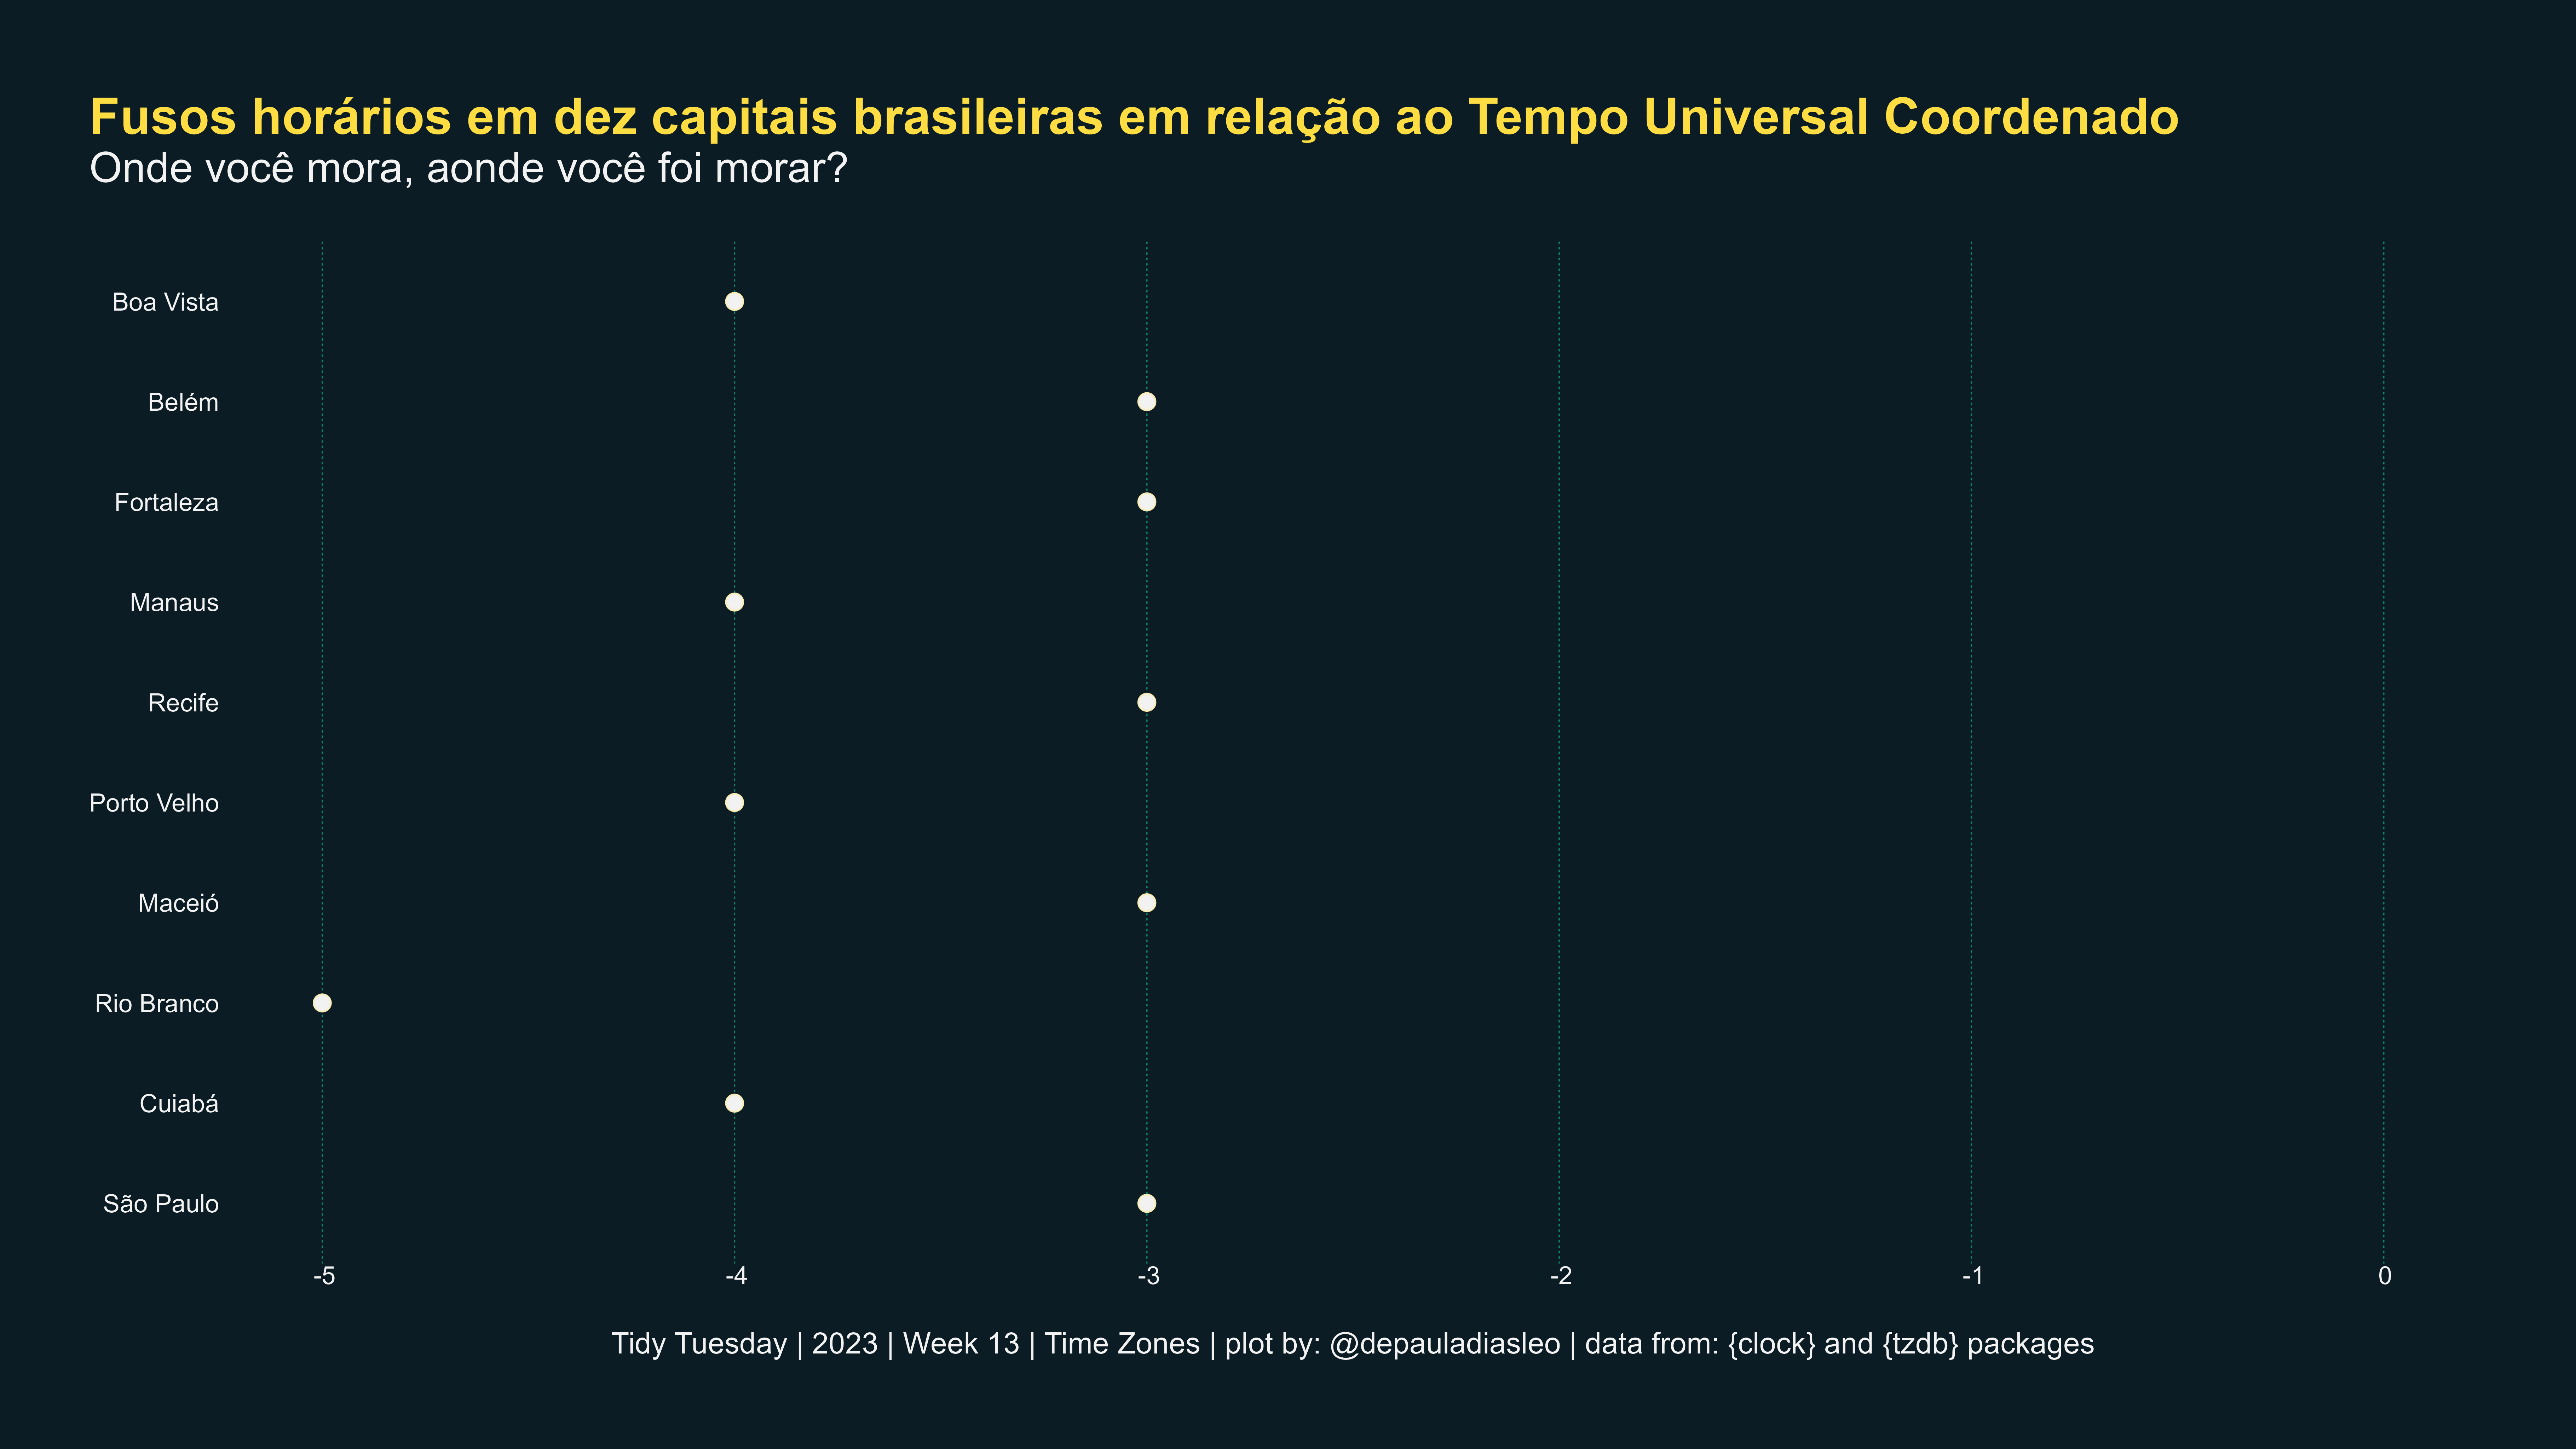 Fusos horários em dez capitais brasileiras em relação ao Tempo Universal Coordenado
Onde você mora, aonde você foi morar?
Boa Vista
Belém
Fortaleza
Manaus
Recife
Porto Velho
Maceió
Rio Branco
Cuiabá
São Paulo
-5 -4 -3 -2 -1 0
Tidy Tuesday | 2023 | Week 13 | Time Zones | plot by: @depauladiasleo | data from: {clock} and {tzdb} packages